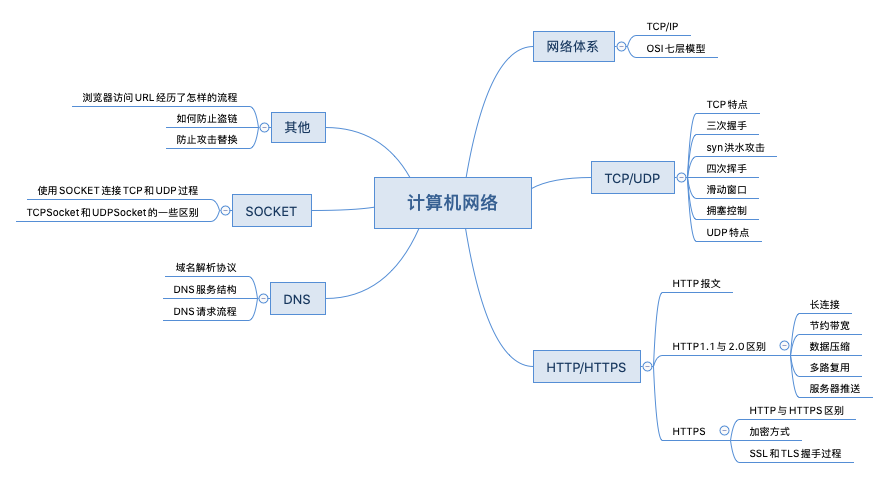 计算机网络
网络体系
TCP/IP
OSI 七层模型
TCP/UDP
TCP 特点
三次握手
syn 洪水攻击
四次挥手
滑动窗口
拥塞控制
UDP 特点
HTTP/HTTPS
HTTP 报文
HTTP1.1 与 2.0 区别
长连接
节约带宽
数据压缩
多路复用
服务器推送
HTTPS
HTTP 与 HTTPS 区别
加密方式
SSL 和 TLS 握手过程
其他
浏览器访问 URL 经历了怎样的流程
如何防止盗链
防止攻击替换
SOCKET
使用 SOCKET 连接 TCP 和 UDP 过程
TCPSocket 和 UDPSocket 的一些区别
DNS
域名解析协议
DNS 服务结构
DNS 请求流程